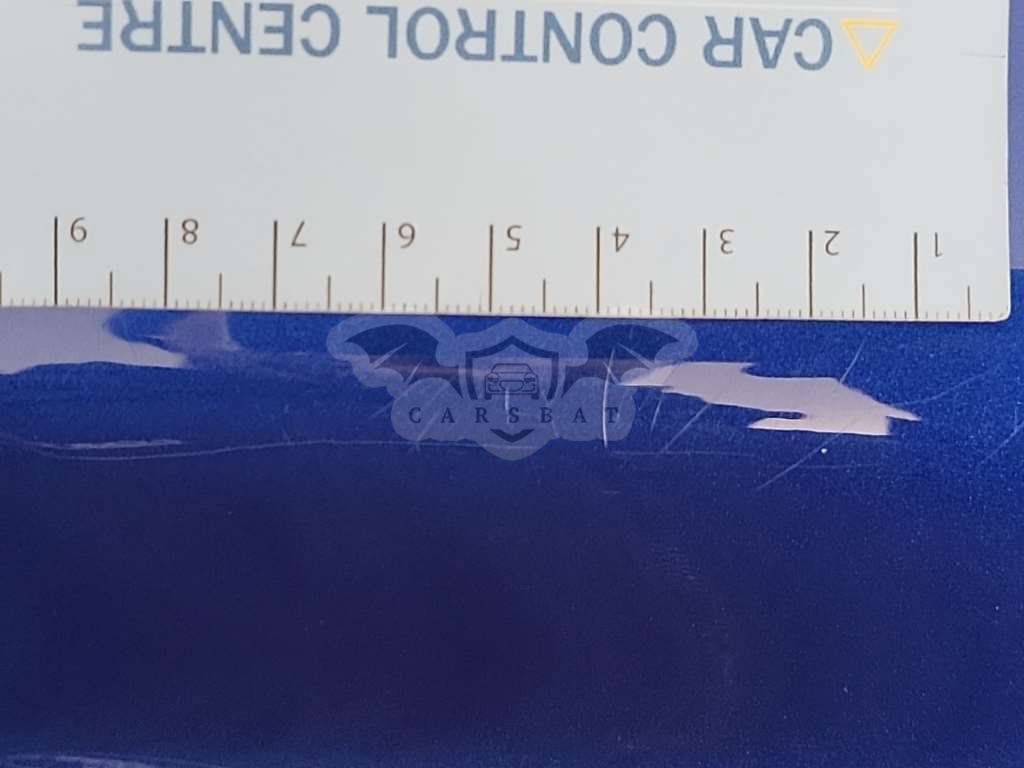 CAR CONTROL CENTRE
1 2 3 4 5 6 7 8 9
CARSBAT